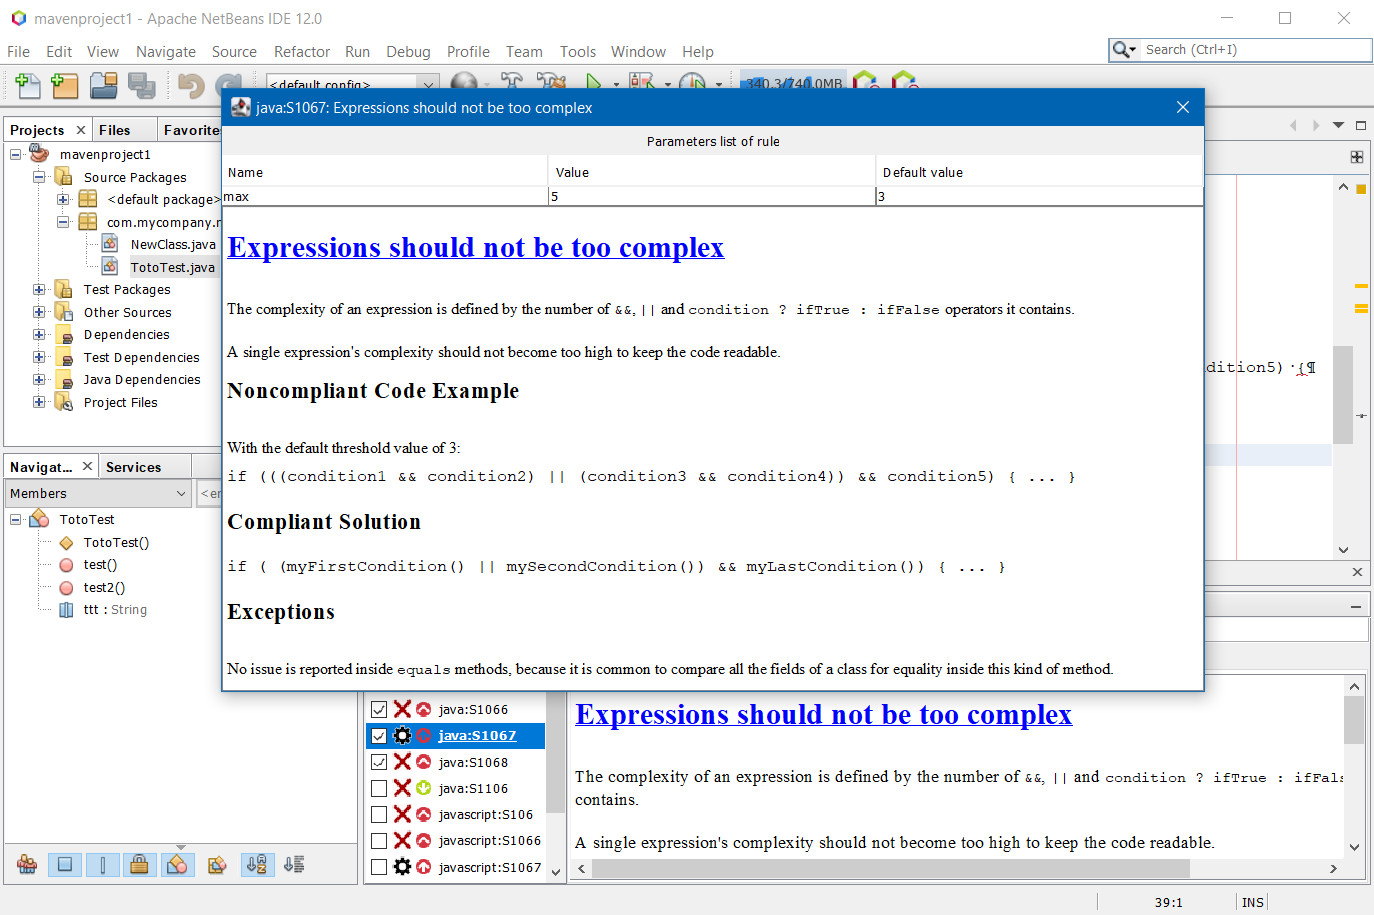 mavenproject1 - Apache NetBeans IDE 12.0
File Edit View Navigate Source Refactor Run Debug Profile Team Tools Window Help
Search (Ctrl+I)
<default config>
340.3/740.0MB
java:S1067: Expressions should not be too complex
Parameters list of rule
Name Value Default value
max 5 3
Expressions should not be too complex
The complexity of an expression is defined by the number of &&, || and condition ? ifTrue : ifFalse operators it contains.
A single expression's complexity should not become too high to keep the code readable.
Noncompliant Code Example
With the default threshold value of 3:
if (((condition1 && condition2) || (condition3 && condition4)) && condition5) { ... }
Compliant Solution
if ( (myFirstCondition() || mySecondCondition()) && myLastCondition()) { ... }
Exceptions
No issue is reported inside equals methods, because it is common to compare all the fields of a class for equality inside this kind of method.
Projects Files Favorites
mavenproject1
Source Packages
<default package>
com.mycompany.
NewClass.java
TotoTest.java
Test Packages
Other Sources
Dependencies
Test Dependencies
Java Dependencies
Project Files
dition5)·{¶
Navigat... Services
Members
TotoTest
TotoTest()
test()
test2()
ttt : String
java:S1066
java:S1067
java:S1068
java:S1106
javascript:S106
javascript:S1066
javascript:S1067
Expressions should not be too complex
The complexity of an expression is defined by the number of &&, || and condition ? ifTrue : ifFals
contains.
A single expression's complexity should not become too high to keep the code readable.
39:1 INS